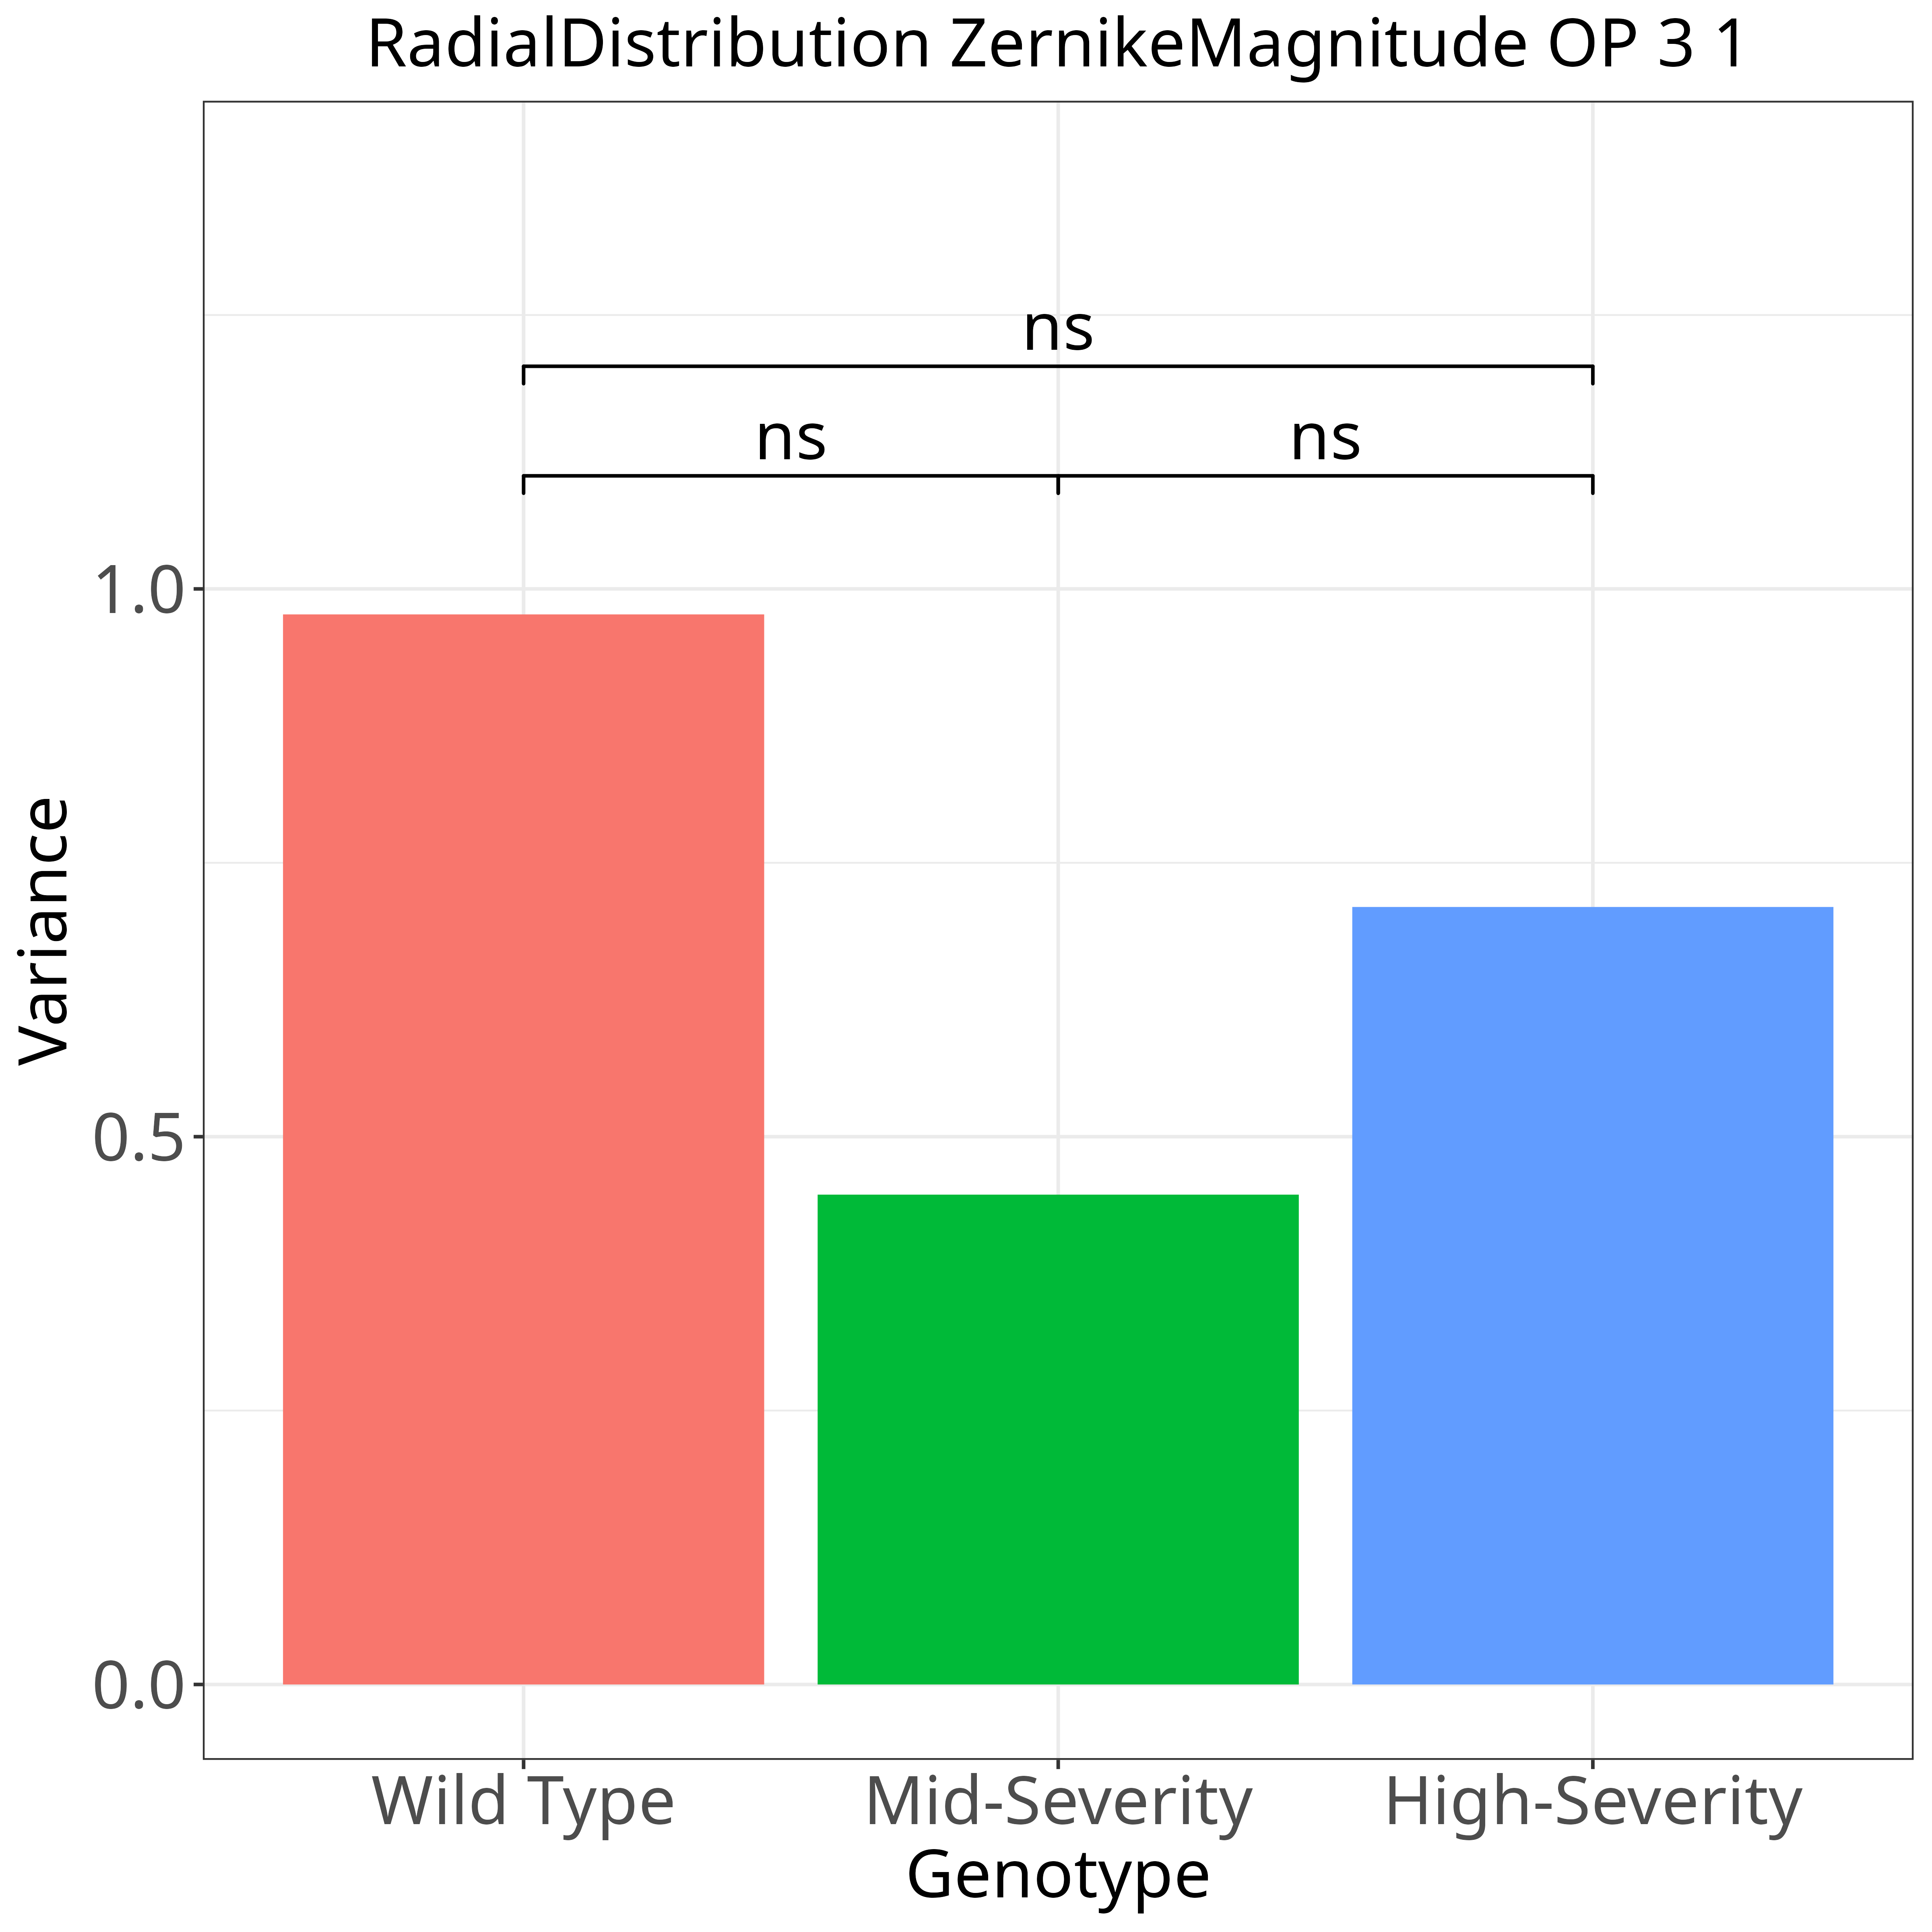 RadialDistribution ZernikeMagnitude OP 3 1
ns
ns ns
1.0
0.5
0.0
Variance
Wild Type Mid-Severity High-Severity
Genotype